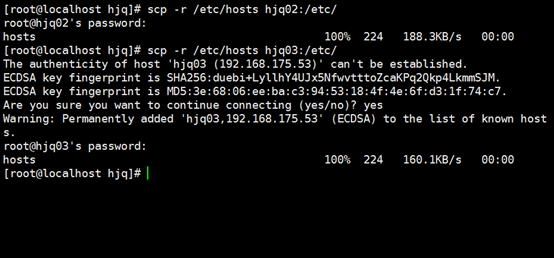 [root@localhost hjq]# scp -r /etc/hosts hjq02:/etc/
root@hjq02's password:
hosts 100% 224 188.3KB/s 00:00
[root@localhost hjq]# scp -r /etc/hosts hjq03:/etc/
The authenticity of host 'hjq03 (192.168.175.53)' can't be established.
ECDSA key fingerprint is SHA256:duebi+LyllhY4UJx5NfwvtttoZcaKPq2Qkp4LkmmSJM.
ECDSA key fingerprint is MD5:3e:68:06:ee:ba:c3:94:53:18:4f:4e:6f:d3:1f:74:c7.
Are you sure you want to continue connecting (yes/no)? yes
Warning: Permanently added 'hjq03,192.168.175.53' (ECDSA) to the list of known host
s.
root@hjq03's password:
hosts 100% 224 160.1KB/s 00:00
[root@localhost hjq]#